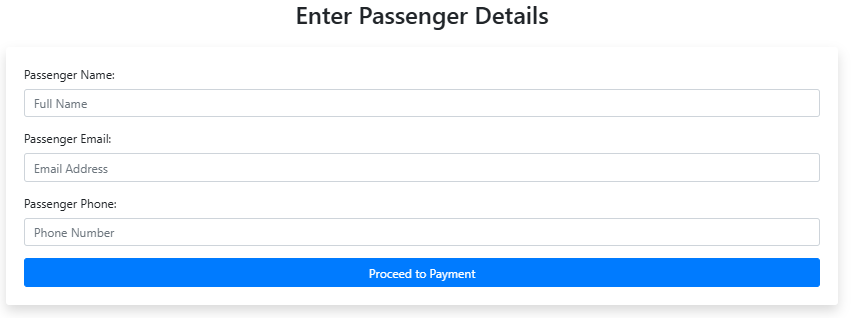 Enter Passenger Details
Passenger Name:
Full Name
Passenger Email:
Email Address
Passenger Phone:
Phone Number
Proceed to Payment